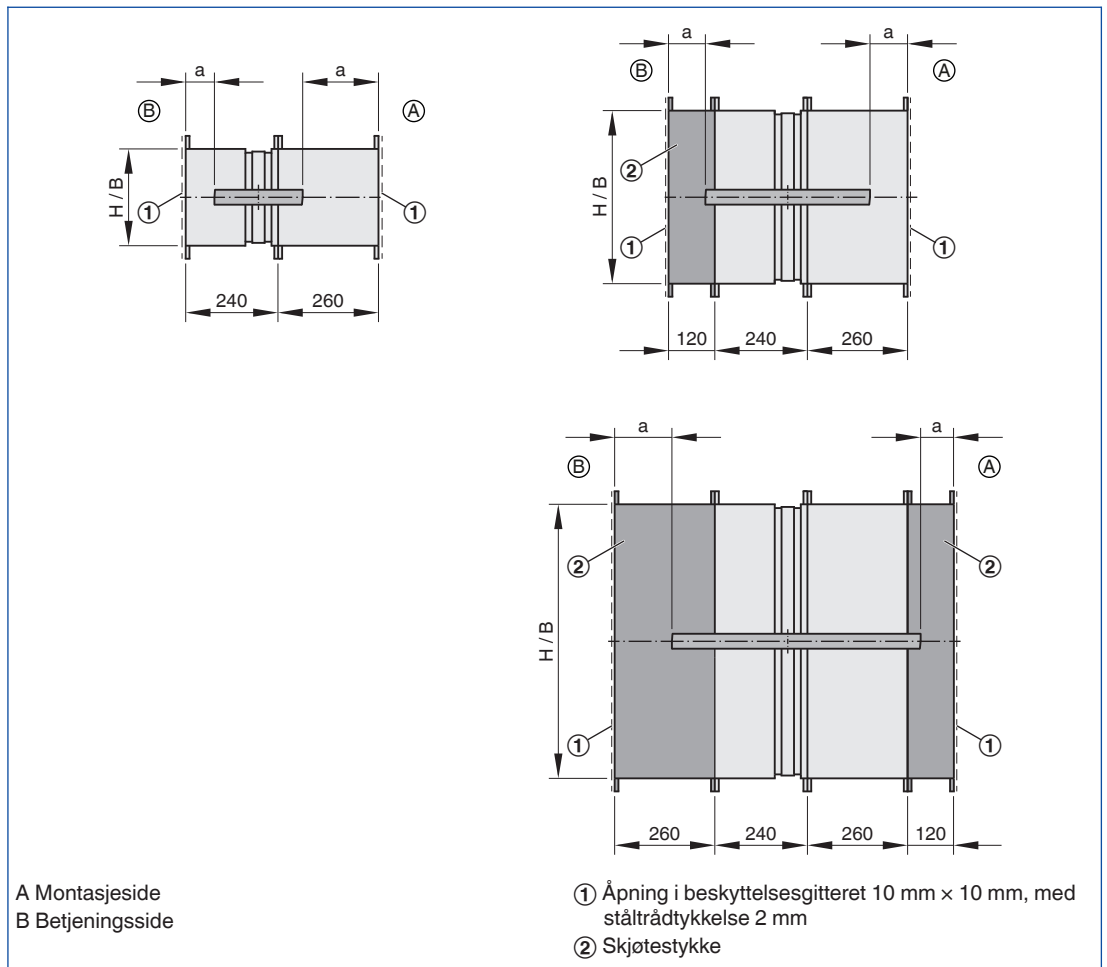 a
a
B
A
H / B
1
1
240
260
a
a
B
A
2
H / B
1
1
120
240
260
a
a
B
A
2
2
H / B
1
1
260
240
260
120
A Montasjeside
B Betjeningsside
1 Åpning i beskyttelsesgitteret 10 mm × 10 mm, med
ståltrådtykkelse 2 mm
2 Skjøtestykke